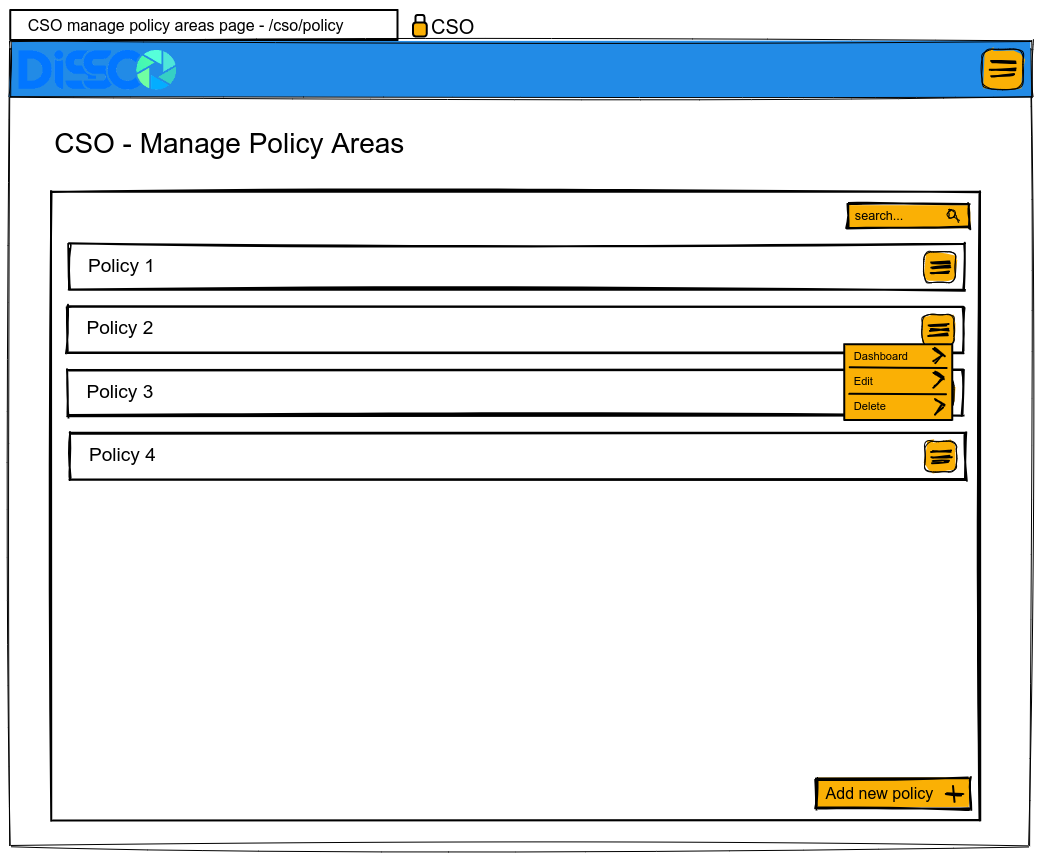 CSO manage policy areas page - /cso/policy
CSO
DiSSCo
CSO - Manage Policy Areas
search...
Policy 1
Policy 2
Dashboard
Edit
Policy 3
Delete
Policy 4
Add new policy